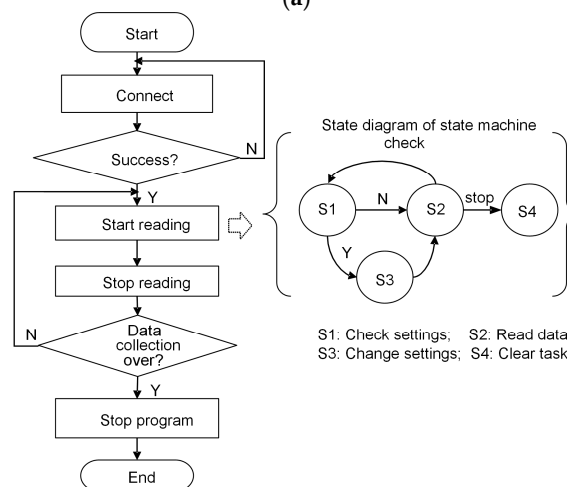 (a)
Start
Connect
Success?
N
Y
Start reading
Stop reading
N
Data
collection
over?
Y
Stop program
End
State diagram of state machine
check
S1
N
S2
stop
S4
Y
S3
S1: Check settings; S2: Read data
S3: Change settings; S4: Clear task